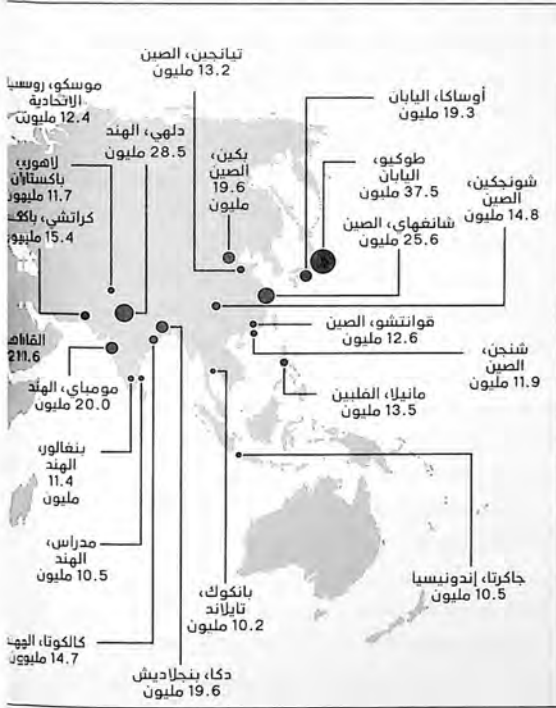 تيانجين، الصين
13.2 مليون
موسكو، روسيا
الاتحادية
12.4 مليون
دلهي، الهند
28.5 مليون
أوساكا، اليابان
19.3 مليون
بكين،
الصين
19.6
مليون
طوكيو،
اليابان
37.5 مليون
شونجكين،
الصين
14.8 مليون
لاهور،
باكستان
11.7 مليون
كراتشي،
15.4 مليون
شانغهاي، الصين
25.6 مليون
قوانتشو، الصين
12.6 مليون
شنجن،
الصين
11.9 مليون
مومباي، الهند
20.0 مليون
مانيلا، الفلبين
13.5 مليون
بنغالور،
الهند
11.4
مليون
مدراس،
الهند
10.5 مليون
بانكوك،
تايلاند
10.2 مليون
جاكرتا، إندونيسيا
10.5 مليون
كالكوتا،
14.7 مليون
دكا، بنجلاديش
19.6 مليون